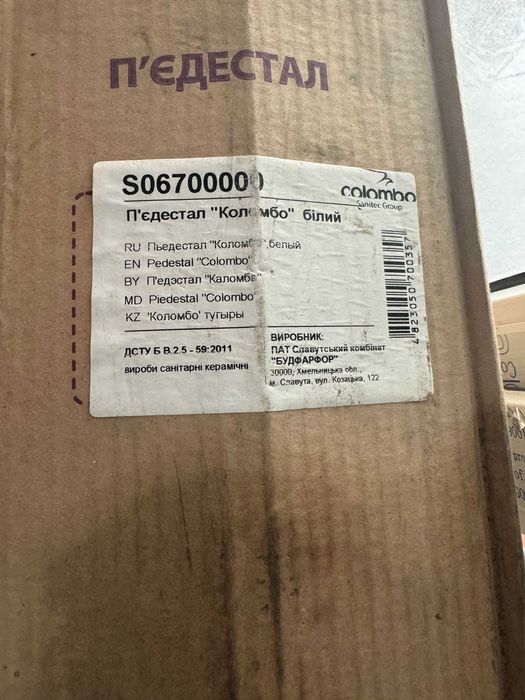 П'ЄДЕСТАЛ
S06700000
colombo
Sanitec Group
П'єдестал "Коломбо" білий
RU Пьедестал "Коломбо", белый
EN Pedestal "Colombo"
BY П'едэстал "Каломба"
MD Piedestal "Colombo"
KZ 'Коломбо' тугыры
4823050700357
ДСТУ Б В.2.5 - 59:2011
вироби санітарні керамічні
ВИРОБНИК:
ПАТ Славутський комбінат
"БУДФАРФОР"
30000, Хмельницька обл.,
м. Славута, вул. Козацька, 122